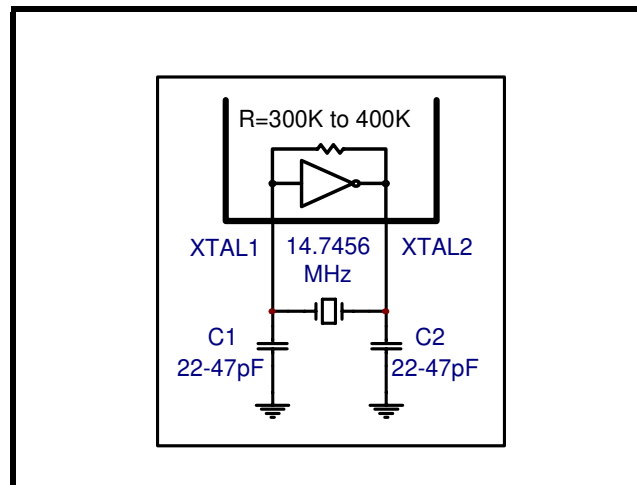 R=300K to 400K
XTAL1 14.7456 XTAL2
MHz
C1 C2
22-47pF 22-47pF